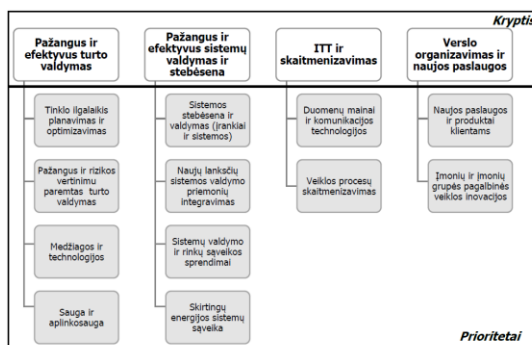 Kryptis
Pažangus ir
efektyvus turto
valdymas
Pažangus ir
efektyvus sistemų
valdymas ir
stebėsena
ITT ir
skaitmenizavimas
Verslo
organizavimas ir
naujos paslaugos
Tinklo ilgalaikis
planavimas ir
optimizavimas
Pažangus ir rizikos
vertinimu
paremtas turto
valdymas
Medžiagos ir
technologijos
Sauga ir
aplinkosauga
Sistemos
stebėsena ir
valdymas (įrankiai
ir sistemos)
Naujų lanksčių
sistemos valdymo
priemonių
integravimas
Sistemų valdymo
ir rinkų sąveikos
sprendimai
Skirtingų
energijos sistemų
sąveika
Duomenų mainai
ir komunikacijos
technologijos
Veiklos procesų
skaitmenizavimas
Naujos paslaugos
ir produktai
klientams
Įmonių ir įmonių
grupės pagalbinės
veiklos inovacijos
Prioritetai